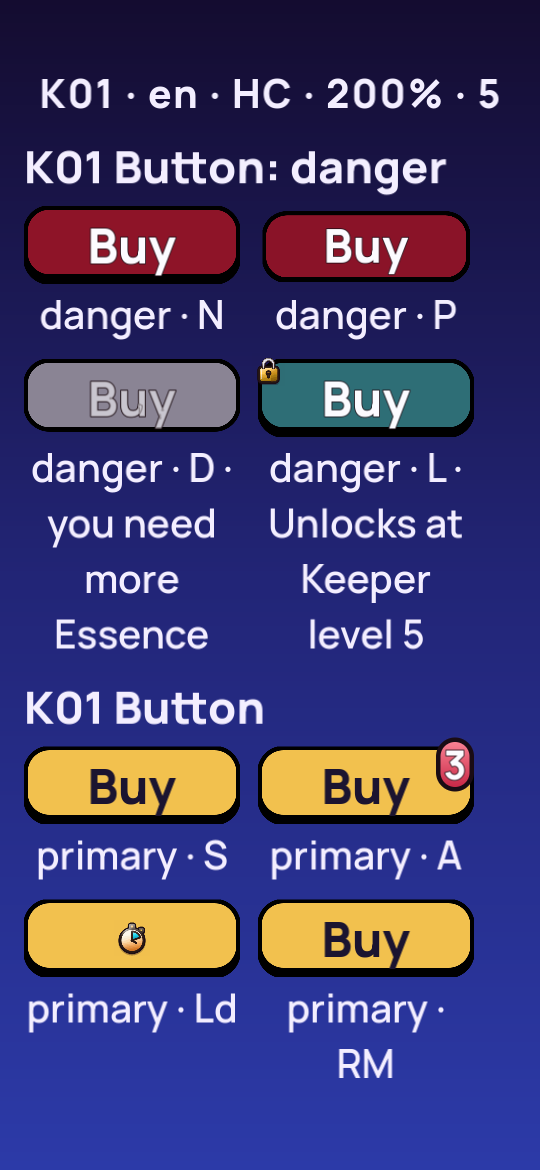 K01 · en · HC · 200% · 5
K01 Button: danger
Buy Buy
danger · N danger · P
Buy Buy
danger · D · danger · L ·
you need Unlocks at
more Keeper
Essence level 5
K01 Button
Buy Buy 3
primary · S primary · A
Buy
primary · Ld primary ·
RM